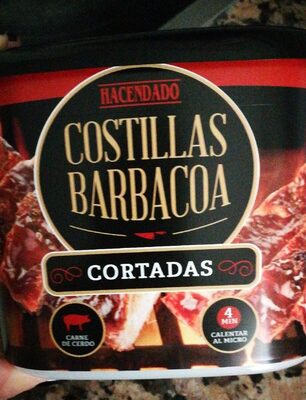 HACENDADO
COSTILLAS
BARBACOA
CORTADAS
CARNE
DE CERDO
4
MIN
CALENTAR
AL MICRO